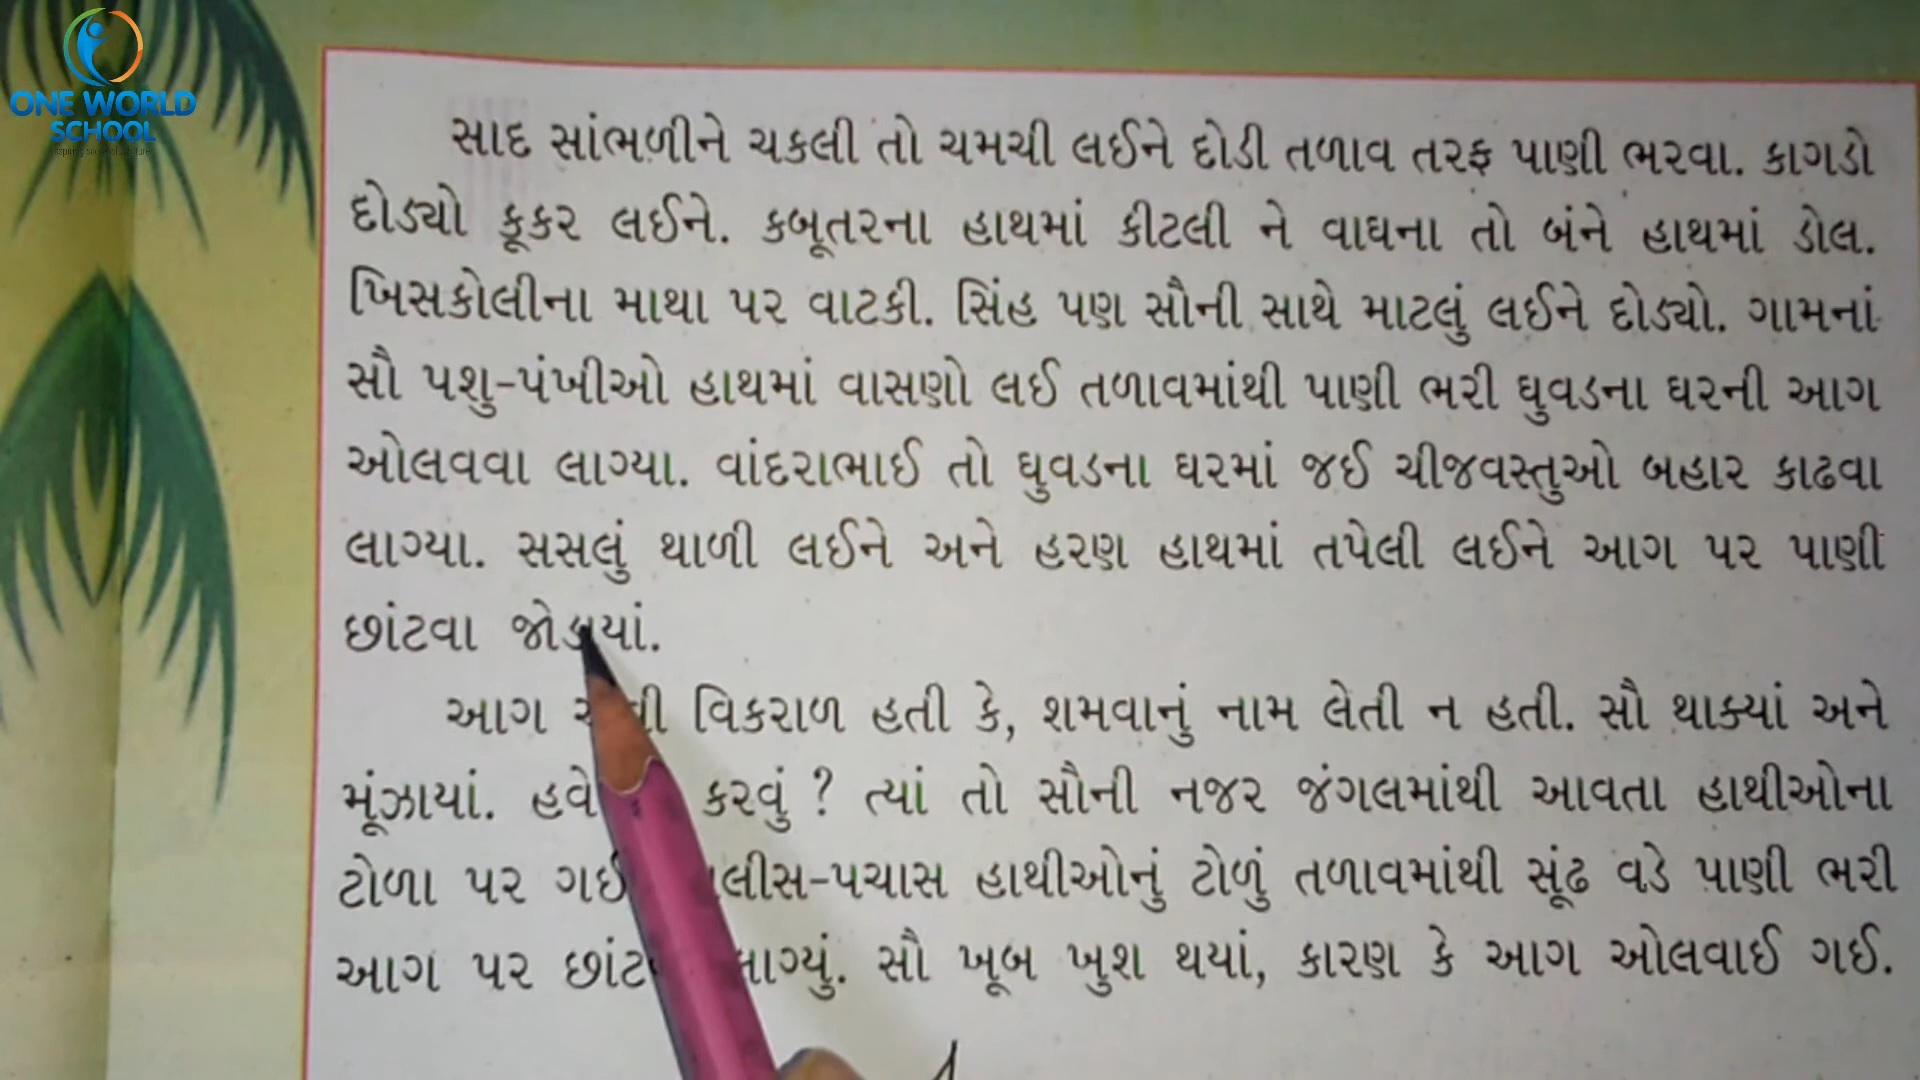 ONE WORLD
SCHOOL
સાદ સાંભળીને ચકલી તો ચમચી લઈને દોડી તળાવ તરફ પાણી ભરવા. કાગડો
દોડ્યો કૂકર લઈને. કબૂતરના હાથમાં કીટલી ને વાઘના તો બંને હાથમાં ડોલ.
ખિસકોલીના માથા પર વાટકી. સિંહ પણ સૌની સાથે માટલું લઈને દોડ્યો. ગામનાં
સૌ પશુ-પંખીઓ હાથમાં વાસણો લઈ તળાવમાંથી પાણી ભરી ઘુવડના ઘરની આગ
ઓલવવા લાગ્યા. વાંદરાભાઈ તો ઘુવડના ઘરમાં જઈ ચીજવસ્તુઓ બહાર કાઢવા
લાગ્યા. સસલું થાળી લઈને અને હરણ હાથમાં તપેલી લઈને આગ પર પાણી
છાંટવા જોડાયાં.
આગ વિકરાળ હતી કે, શમવાનું નામ લેતી ન હતી. સૌ થાક્યાં અને
મૂંઝાયાં. હવે કરવું ? ત્યાં તો સૌની નજર જંગલમાંથી આવતા હાથીઓના
ટોળા પર ગઈ પચાસ હાથીઓનું ટોળું તળાવમાંથી સૂંઢ વડે પાણી ભરી
આગ પર લાગ્યું. સૌ ખૂબ ખુશ થયાં, કારણ કે આગ ઓલવાઈ ગઈ.